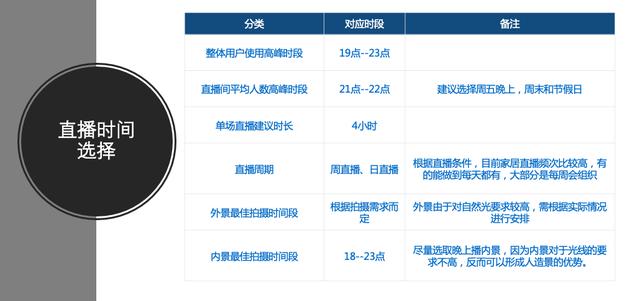 直播时间
选择
分类
对应时段
备注
整体用户使用高峰时段
19点--23点
直播间平均人数高峰时段
21点--22点
建议选择周五晚上，周末和节假日
单场直播建议时长
4小时
直播周期
周直播、日直播
根据直播条件，目前家居直播频次比较高，有
的能做到每天都有，大部分是每周会组织
外景最佳拍摄时间段
根据拍摄需求而
定
外景由于对自然光要求较高，需根据实际情况
进行安排
内景最佳拍摄时间段
18--23点
尽量选取晚上播内景，因为内景对于光线的要
求不高，反而可以形成人造景的优势。